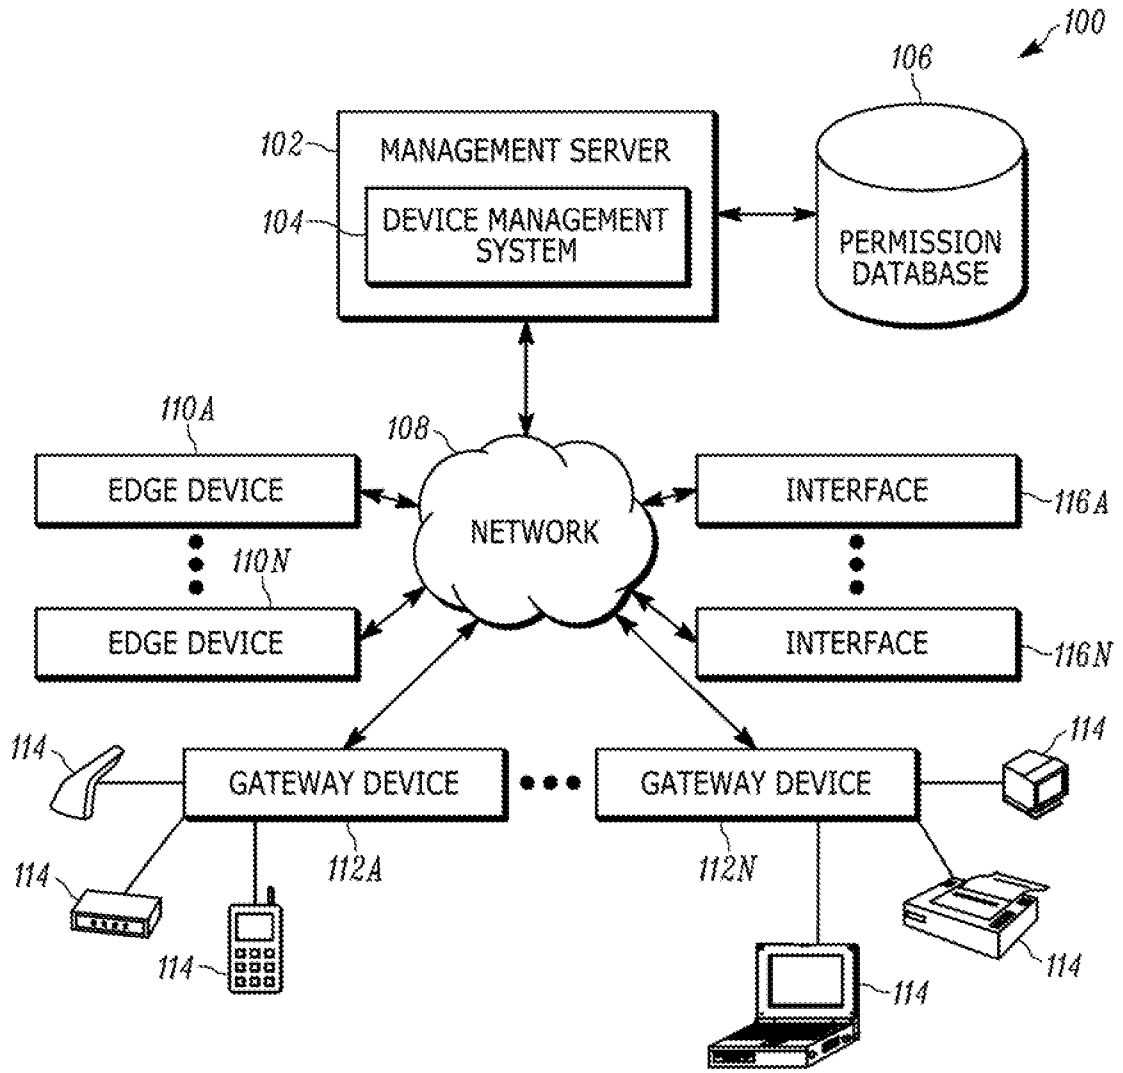 100
106
102
MANAGEMENT SERVER
104
DEVICE MANAGEMENT
SYSTEM
PERMISSION
DATABASE
110A
108
EDGE DEVICE
INTERFACE
116A
NETWORK
110N
EDGE DEVICE
INTERFACE
116N
114
GATEWAY DEVICE
GATEWAY DEVICE
114
112A
112N
114
114
114
114